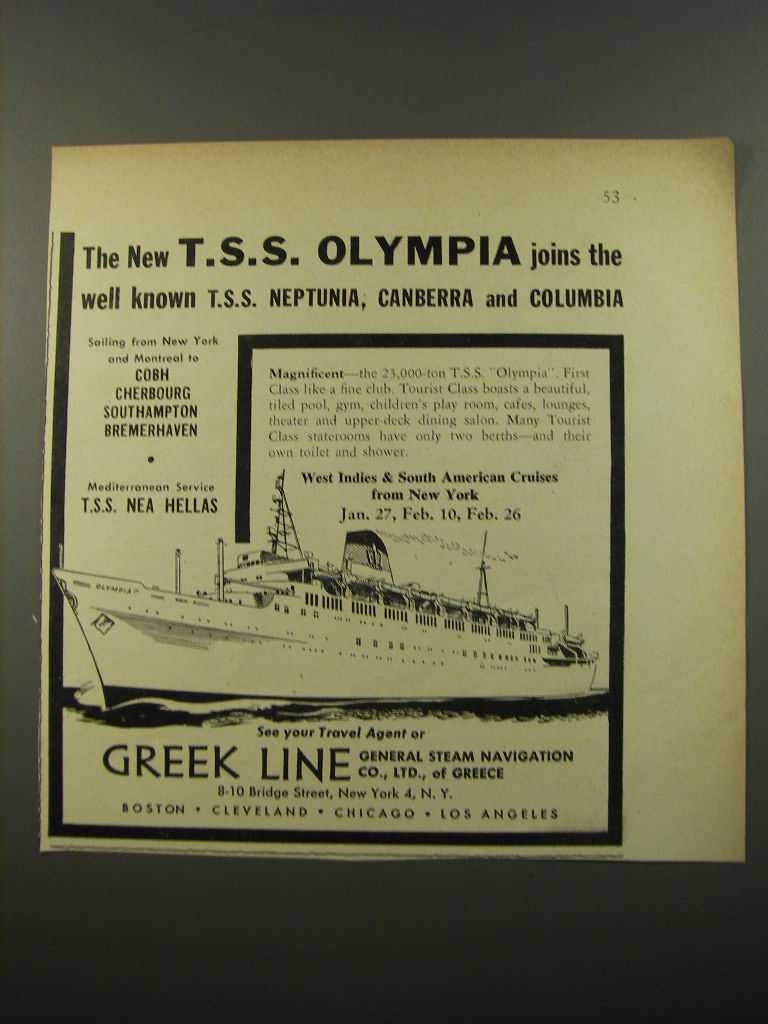 53
The New T.S.S. OLYMPIA joins the
well known T.S.S. NEPTUNIA, CANBERRA and COLUMBIA
Sailing from New York
and Montreal to
COBH
CHERBOURG
SOUTHAMPTON
BREMERHAVEN
•
Mediterranean Service
T.S.S. NEA HELLAS
Magnificent—the 23,000-ton T.S.S. "Olympia". First
Class like a fine club. Tourist Class boasts a beautiful,
tiled pool, gym, children's play room, cafes, lounges,
theater and upper-deck dining salon. Many Tourist
Class staterooms have only two berths—and their
own toilet and shower.
West Indies & South American Cruises
from New York
Jan. 27, Feb. 10, Feb. 26
OLYMPIA
See your Travel Agent or
GREEK LINE GENERAL STEAM NAVIGATION
CO., LTD., of GREECE
8-10 Bridge Street, New York 4, N. Y.
BOSTON • CLEVELAND • CHICAGO • LOS ANGELES